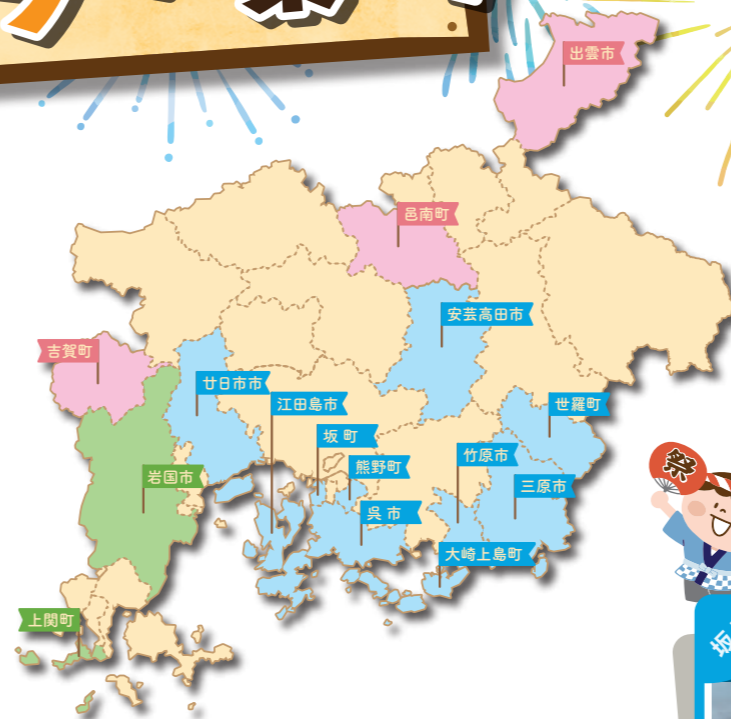 出雲市
邑南町
安芸高田市
吉賀町
廿日市市
江田島市
世羅町
坂町
竹原市
熊野町
岩国市
三原市
呉市
大崎上島町
上関町
祭
坂